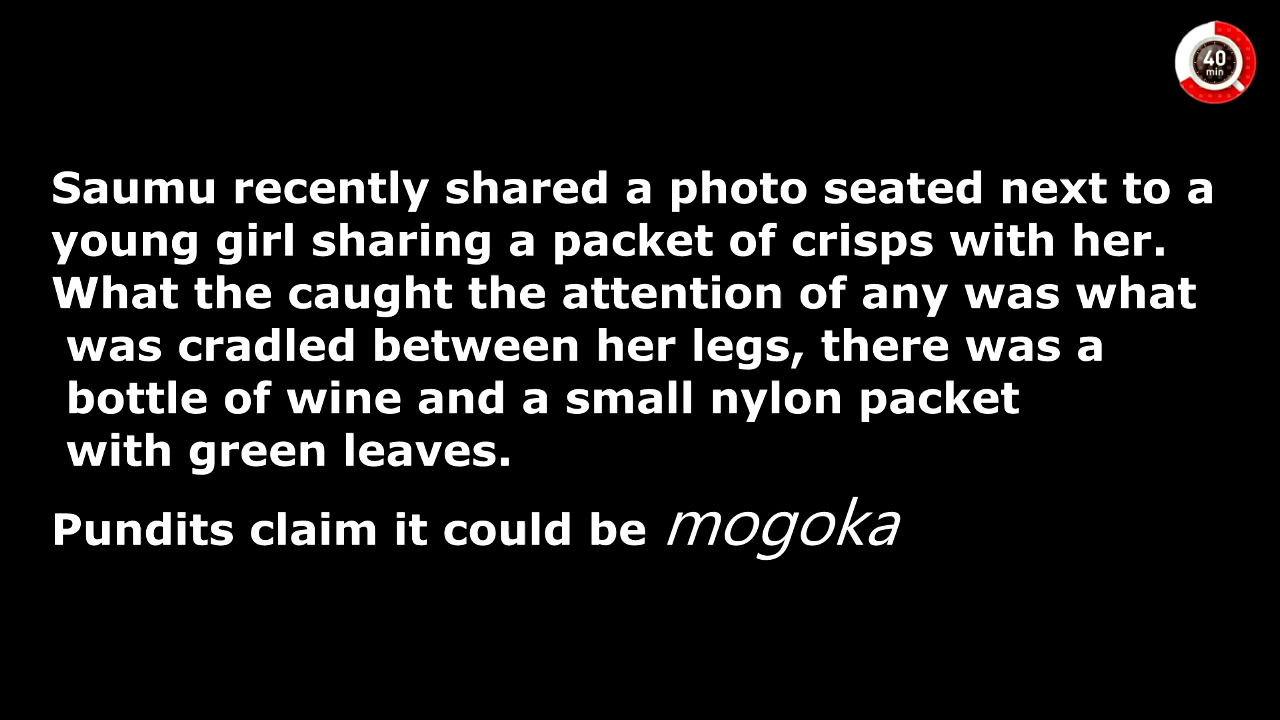 40
min
Saumu recently shared a photo seated next to a
young girl sharing a packet of crisps with her.
What the caught the attention of any was what
was cradled between her legs, there was a
bottle of wine and a small nylon packet
with green leaves.
Pundits claim it could be mogoka